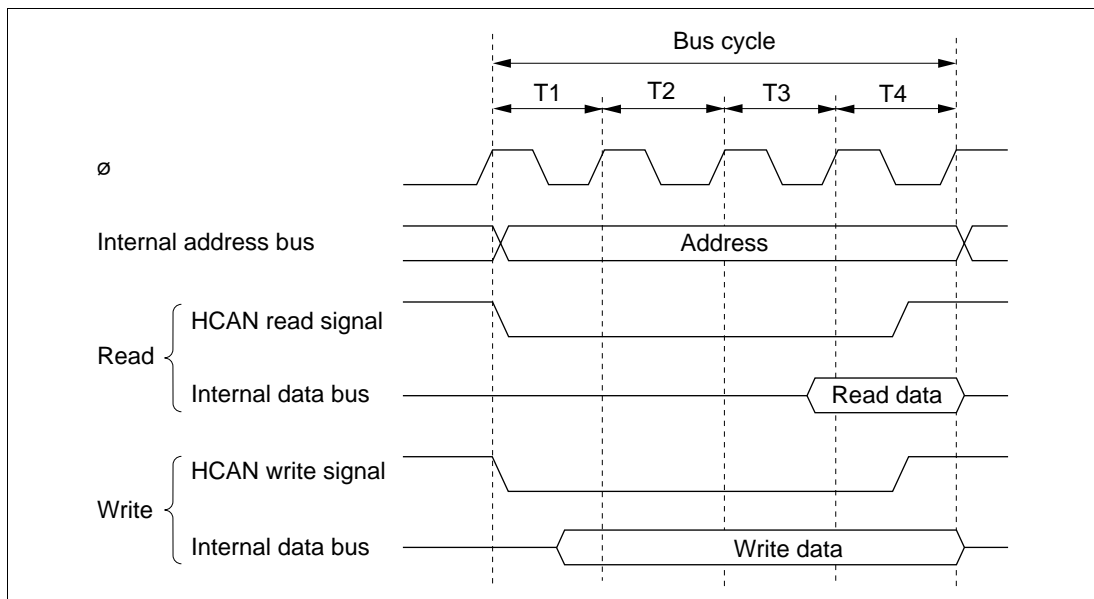 Bus cycle
T1 T2 T3 T4
ø
Internal address bus Address
HCAN read signal
Read
Internal data bus Read data
HCAN write signal
Write
Internal data bus Write data